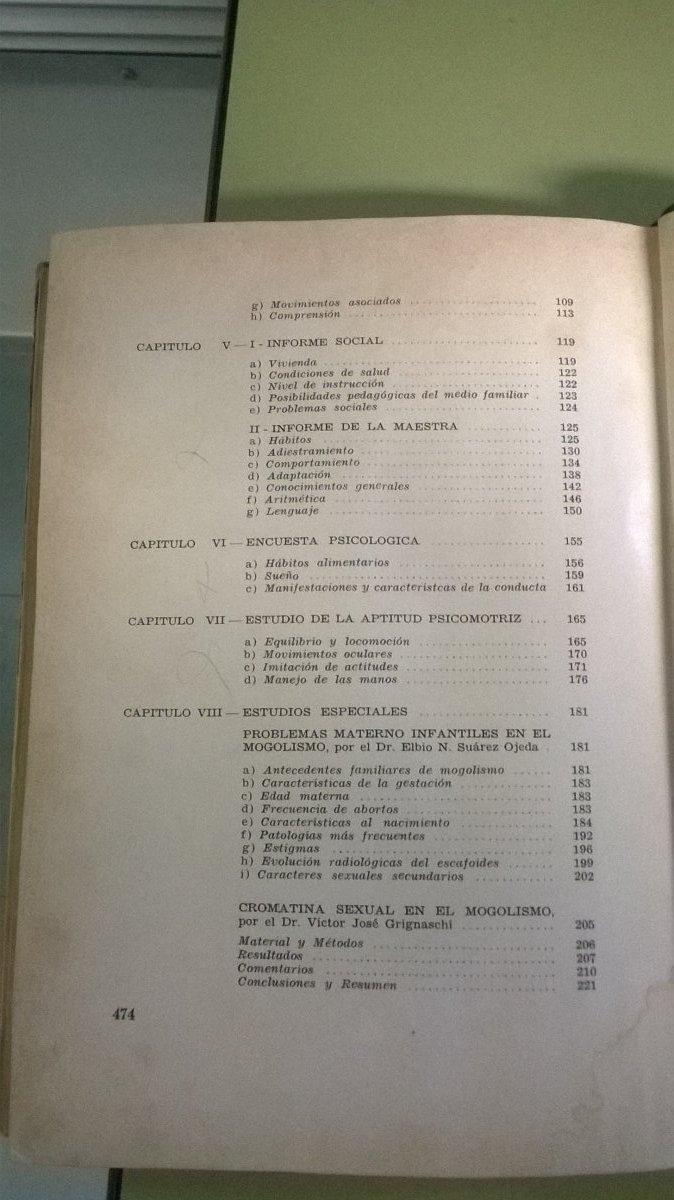 g) Movimientos asociados ........ 109
h) Comprensión ........ 113
CAPITULO V — I - INFORME SOCIAL ........ 119
a) Vivienda ........ 119
b) Condiciones de salud ........ 122
c) Nivel de instrucción ........ 122
d) Posibilidades pedagógicas del medio familiar . 123
e) Problemas sociales ........ 124
II - INFORME DE LA MAESTRA ........ 125
a) Hábitos ........ 125
b) Adiestramiento ........ 130
c) Comportamiento ........ 134
d) Adaptación ........ 138
e) Conocimientos generales ........ 142
f) Aritmética ........ 146
g) Lenguaje ........ 150
CAPITULO VI — ENCUESTA PSICOLOGICA ........ 155
a) Hábitos alimentarios ........ 156
b) Sueño ........ 159
c) Manifestaciones y característcas de la conducta 161
CAPITULO VII — ESTUDIO DE LA APTITUD PSICOMOTRIZ ... 165
a) Equilibrio y locomoción ........ 165
b) Movimientos oculares ........ 170
c) Imitación de actitudes ........ 171
d) Manejo de las manos ........ 176
CAPITULO VIII — ESTUDIOS ESPECIALES ........ 181
PROBLEMAS MATERNO INFANTILES EN EL
MOGOLISMO, por el Dr. Elbio N. Suárez Ojeda . 181
a) Antecedentes familiares de mogolismo ...... 181
b) Características de la gestación ........ 183
c) Edad materna ........ 183
d) Frecuencia de abortos ........ 183
e) Características al nacimiento ........ 184
f) Patologías más frecuentes ........ 192
g) Estigmas ........ 196
h) Evolución radiológicas del escafoides ....... 199
i) Caracteres sexuales secundarios ........ 202
CROMATINA SEXUAL EN EL MOGOLISMO,
por el Dr. Víctor José Grignaschi ........ 205
Material y Métodos ........ 206
Resultados ........ 207
Comentarios ........ 210
Conclusiones y Resumen ........ 221
474